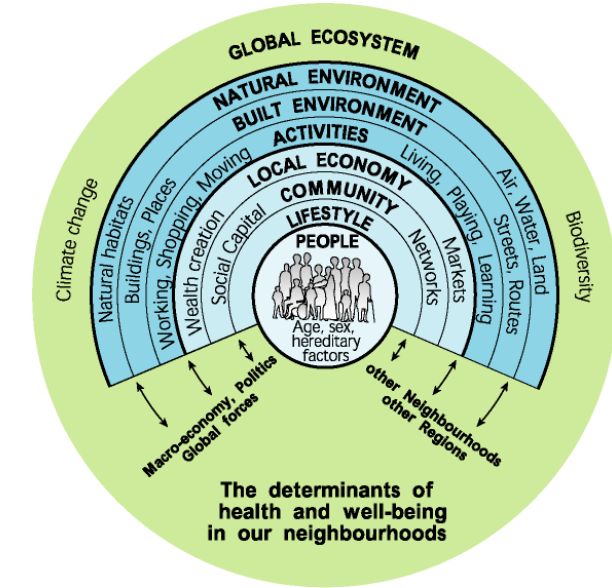 GLOBAL ECOSYSTEM
NATURAL ENVIRONMENT
BUILT ENVIRONMENT
ACTIVITIES
LOCAL ECONOMY
COMMUNITY
LIFESTYLE
PEOPLE
Age, sex,
hereditary
factors
Climate change
Natural habitats
Buildings, Places
Working, Shopping, Moving
Wealth creation
Social Capital
Networks
Markets
Living, Playing, Learning
Streets, Routes
Air, Water, Land
Biodiversity
Macro-economy, Politics
Global forces
other Neighbourhoods
other Regions
The determinants of
health and well-being
in our neighbourhoods